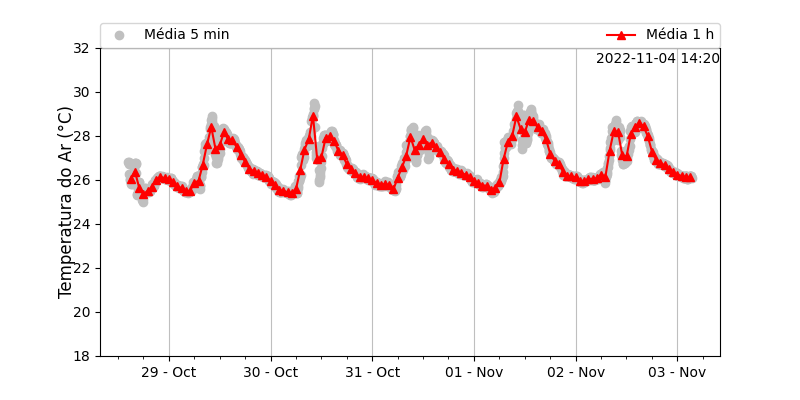 Média 5 min
Média 1 h
2022-11-04 14:20
Temperatura do Ar (°C)
32
30
28
26
24
22
20
18
29 - Oct
30 - Oct
31 - Oct
01 - Nov
02 - Nov
03 - Nov